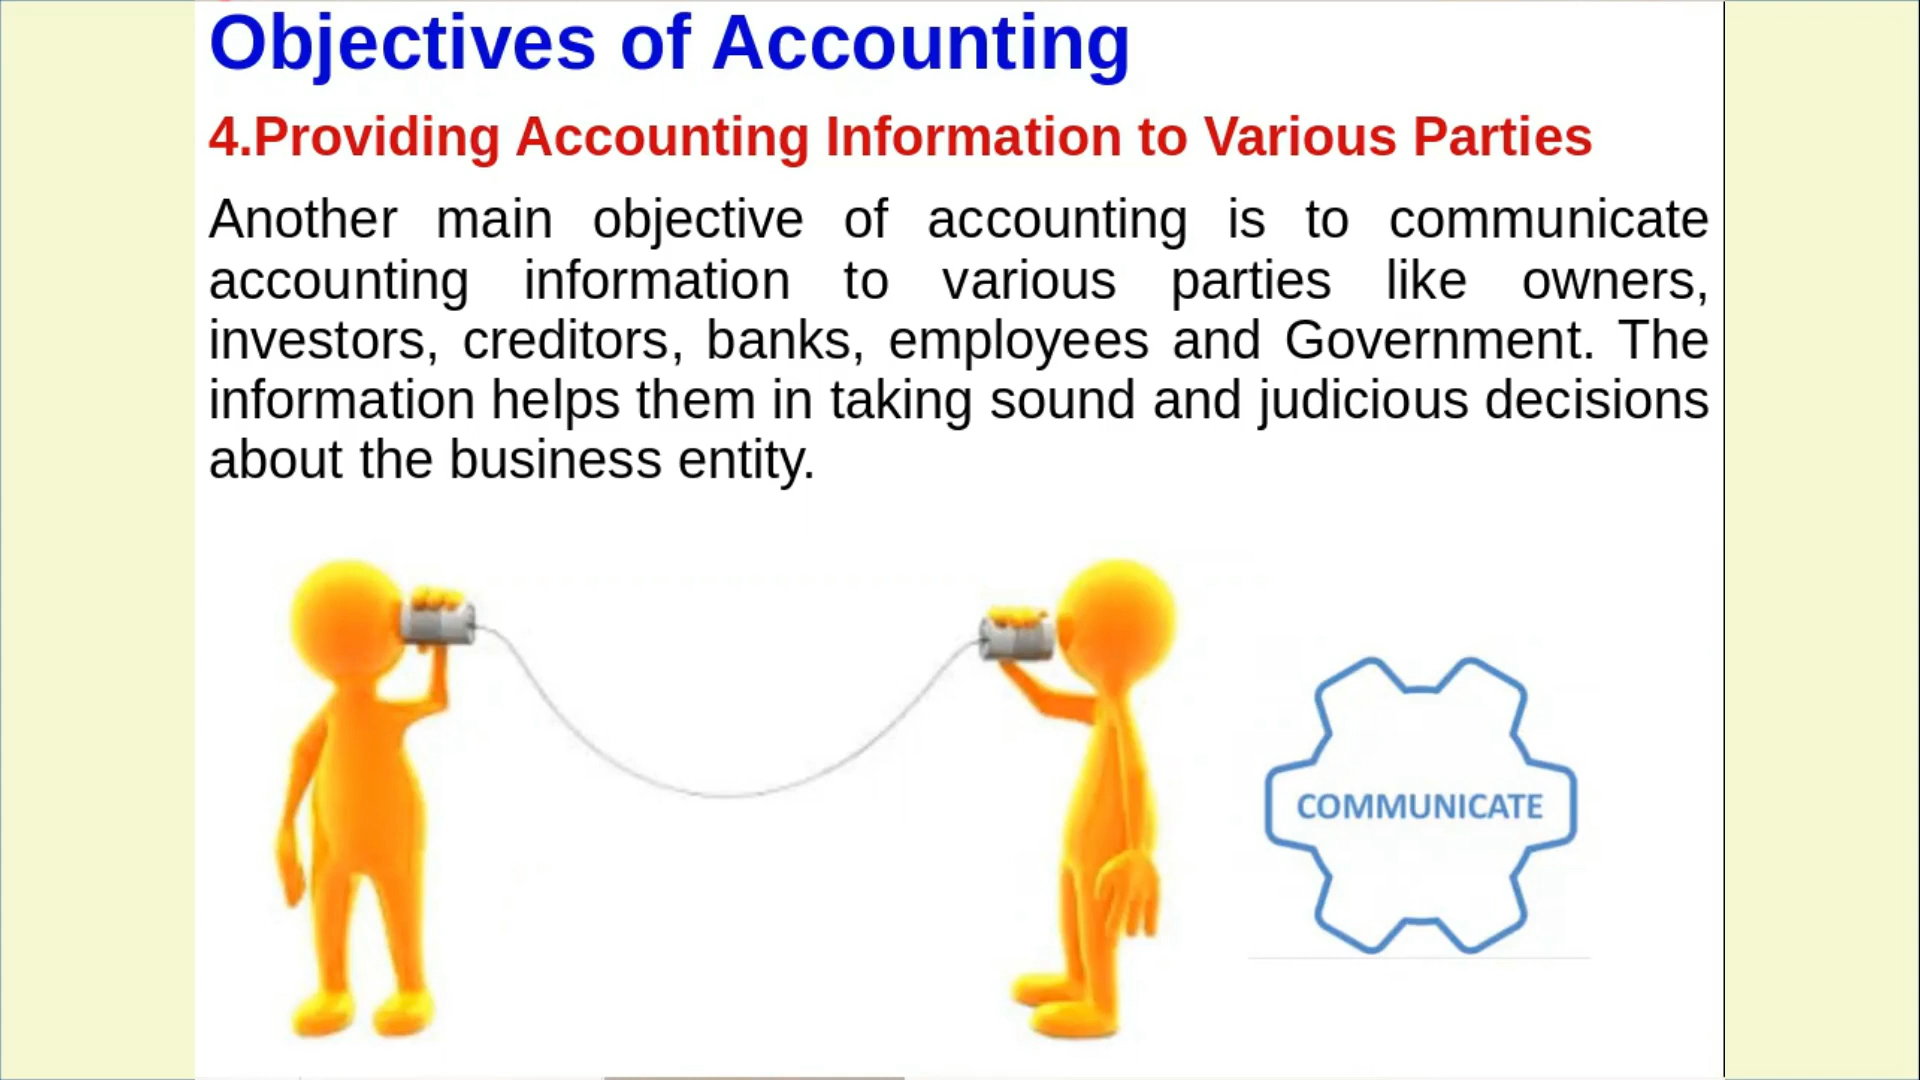 Objectives of Accounting
4.Providing Accounting Information to Various Parties
Another main objective of accounting is to communicate
accounting information to various parties like owners,
investors, creditors, banks, employees and Government. The
information helps them in taking sound and judicious decisions
about the business entity.
COMMUNICATE